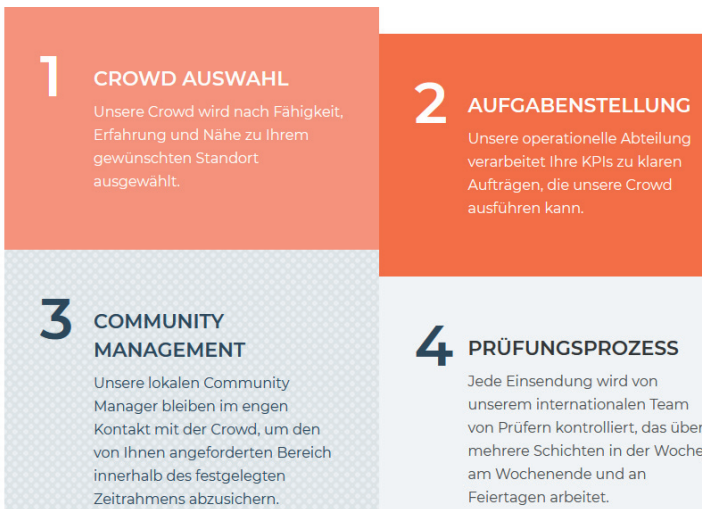 1
CROWD AUSWAHL
Unsere Crowd wird nach Fähigkeit,
Erfahrung und Nähe zu Ihrem
gewünschten Standort
ausgewählt.
2
AUFGABENSTELLUNG
Unsere operationelle Abteilung
verarbeitet Ihre KPIs zu klaren
Aufträgen, die unsere Crowd
ausführen kann.
3
COMMUNITY
MANAGEMENT
Unsere lokalen Community
Manager bleiben im engen
Kontakt mit der Crowd, um den
von Ihnen angeforderten Bereich
innerhalb des festgelegten
Zeitrahmens abzusichern.
4
PRÜFUNGSPROZESS
Jede Einsendung wird von
unserem internationalen Team
von Prüfern kontrolliert, das über
mehrere Schichten in der Woche
am Wochenende und an
Feiertagen arbeitet.